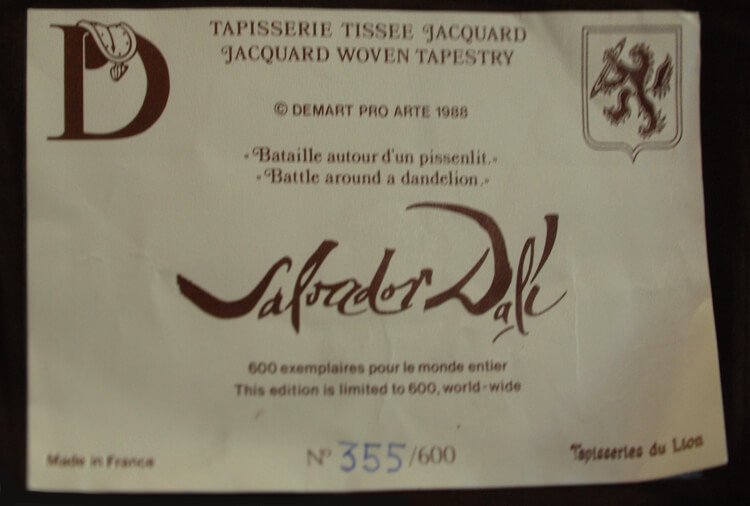 D
TAPISSERIE TISSEE JACQUARD
JACQUARD WOVEN TAPESTRY
© DEMART PRO ARTE 1988
«Bataille autour d'un pissenlit.»
«Battle around a dandelion.»
Salvador Dalí
600 exemplaires pour le monde entier
This edition is limited to 600, world-wide
Made in France
Nº 355/600
Tapisseries du Lion